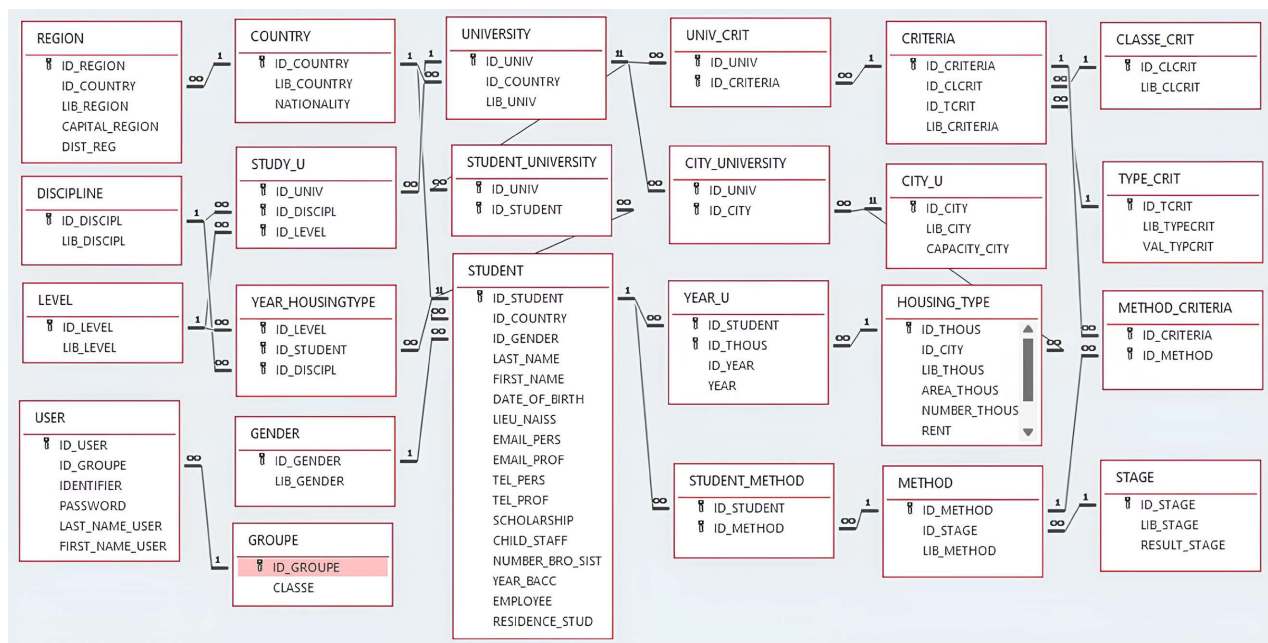 REGION
ID_REGION
ID_COUNTRY
LIB_REGION
CAPITAL_REGION
DIST_REG
COUNTRY
ID_COUNTRY
LIB_COUNTRY
NATIONALITY
UNIVERSITY
ID_UNIV
ID_COUNTRY
LIB_UNIV
UNIV_CRIT
ID_UNIV
ID_CRITERIA
CRITERIA
ID_CRITERIA
ID_CLCRIT
ID_TCRIT
LIB_CRITERIA
CLASSE_CRIT
ID_CLCRIT
LIB_CLCRIT
DISCIPLINE
ID_DISCIPL
LIB_DISCIPL
STUDY_U
ID_UNIV
ID_DISCIPL
ID_LEVEL
STUDENT_UNIVERSITY
ID_UNIV
ID_STUDENT
CITY_UNIVERSITY
ID_UNIV
ID_CITY
CITY_U
ID_CITY
LIB_CITY
CAPACITY_CITY
TYPE_CRIT
ID_TCRIT
LIB_TYPECRIT
VAL_TYPCRIT
LEVEL
ID_LEVEL
LIB_LEVEL
YEAR_HOUSINGTYPE
ID_LEVEL
ID_STUDENT
ID_DISCIPL
STUDENT
ID_STUDENT
ID_COUNTRY
ID_GENDER
LAST_NAME
FIRST_NAME
DATE_OF_BIRTH
LIEU_NAISS
EMAIL_PERS
EMAIL_PROF
TEL_PERS
TEL_PROF
SCHOLARSHIP
CHILD_STAFF
NUMBER_BRO_SIST
YEAR_BACC
EMPLOYEE
RESIDENCE_STUD
YEAR_U
ID_STUDENT
ID_THOUS
ID_YEAR
YEAR
HOUSING_TYPE
ID_THOUS
ID_CITY
LIB_THOUS
AREA_THOUS
NUMBER_THOUS
RENT
METHOD_CRITERIA
ID_CRITERIA
ID_METHOD
USER
ID_USER
ID_GROUPE
IDENTIFIER
PASSWORD
LAST_NAME_USER
FIRST_NAME_USER
GENDER
ID_GENDER
LIB_GENDER
GROUPE
ID_GROUPE
CLASSE
STUDENT_METHOD
ID_STUDENT
ID_METHOD
METHOD
ID_METHOD
ID_STAGE
LIB_METHOD
STAGE
ID_STAGE
LIB_STAGE
RESULT_STAGE